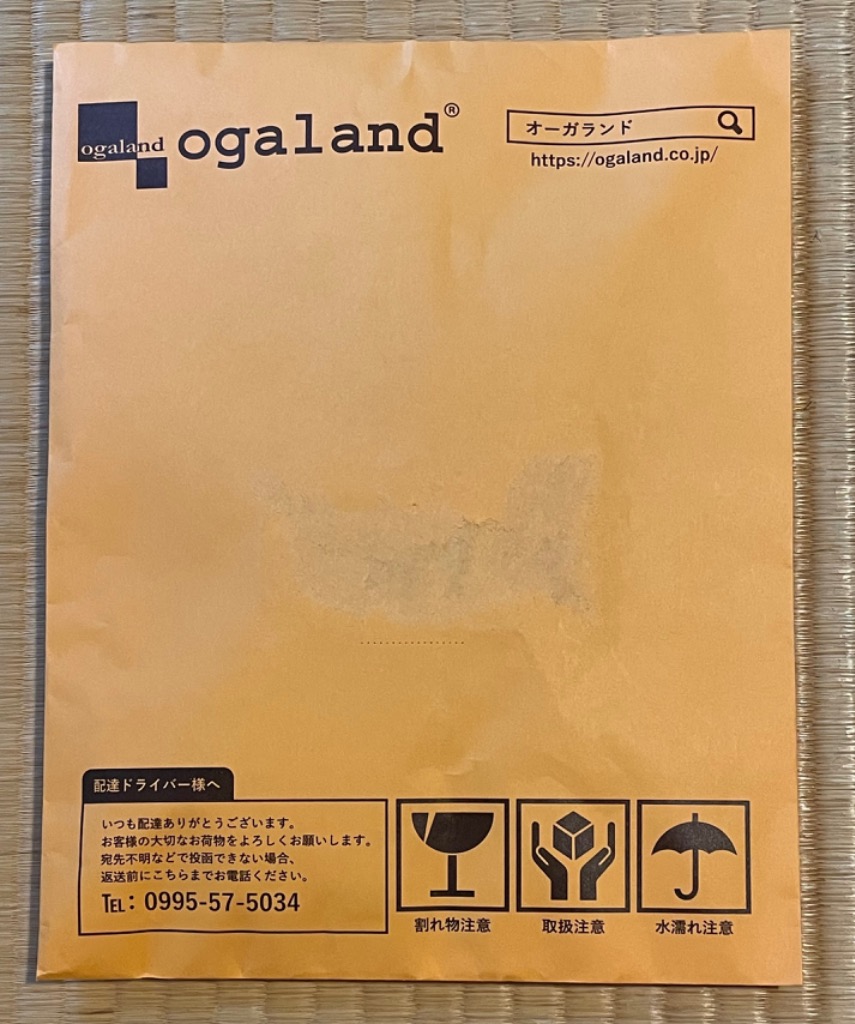 ogaland
ogaland®
オーガランド
https://ogaland.co.jp/
配達ドライバー様へ
いつも配達ありがとうございます。
お客様の大切なお荷物をよろしくお願いします。
宛先不明などで投函できない場合、
返送前にこちらまでお電話ください。
TEL: 0995-57-5034
割れ物注意
取扱注意
水濡れ注意